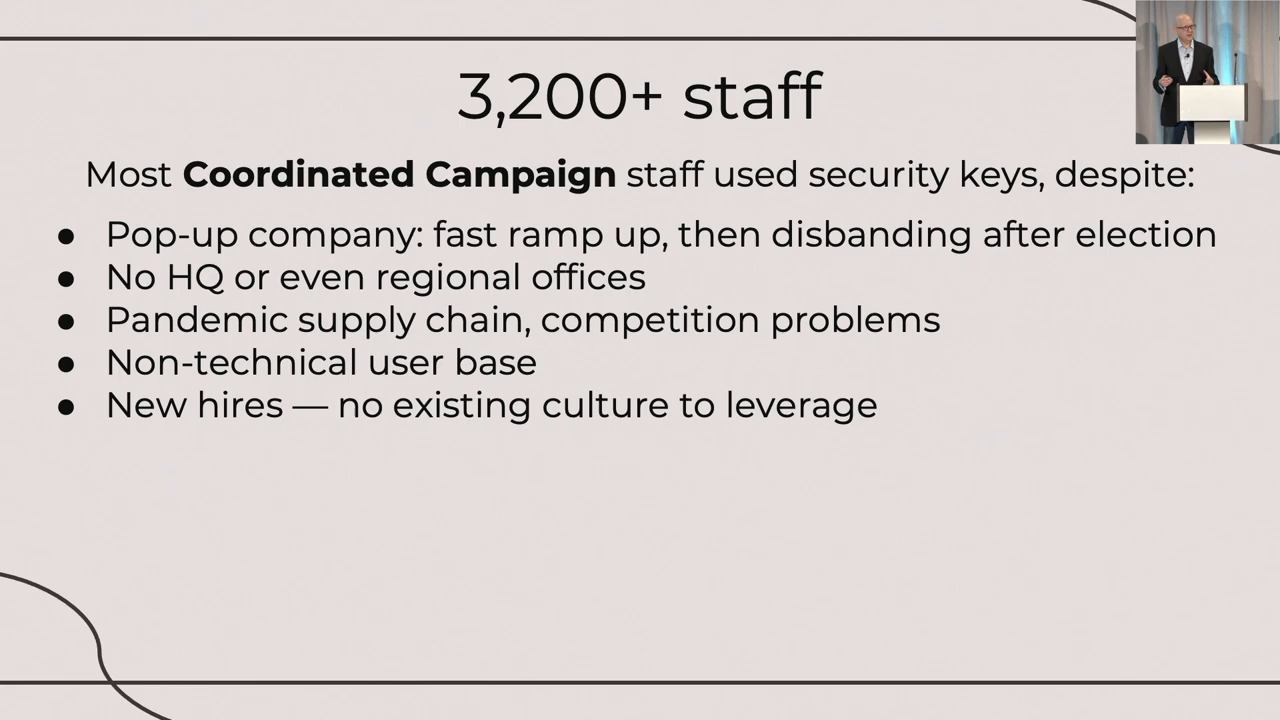 3,200+ staff
Most Coordinated Campaign staff used security keys, despite:
● Pop-up company: fast ramp up, then disbanding after election
● No HQ or even regional offices
● Pandemic supply chain, competition problems
● Non-technical user base
● New hires — no existing culture to leverage